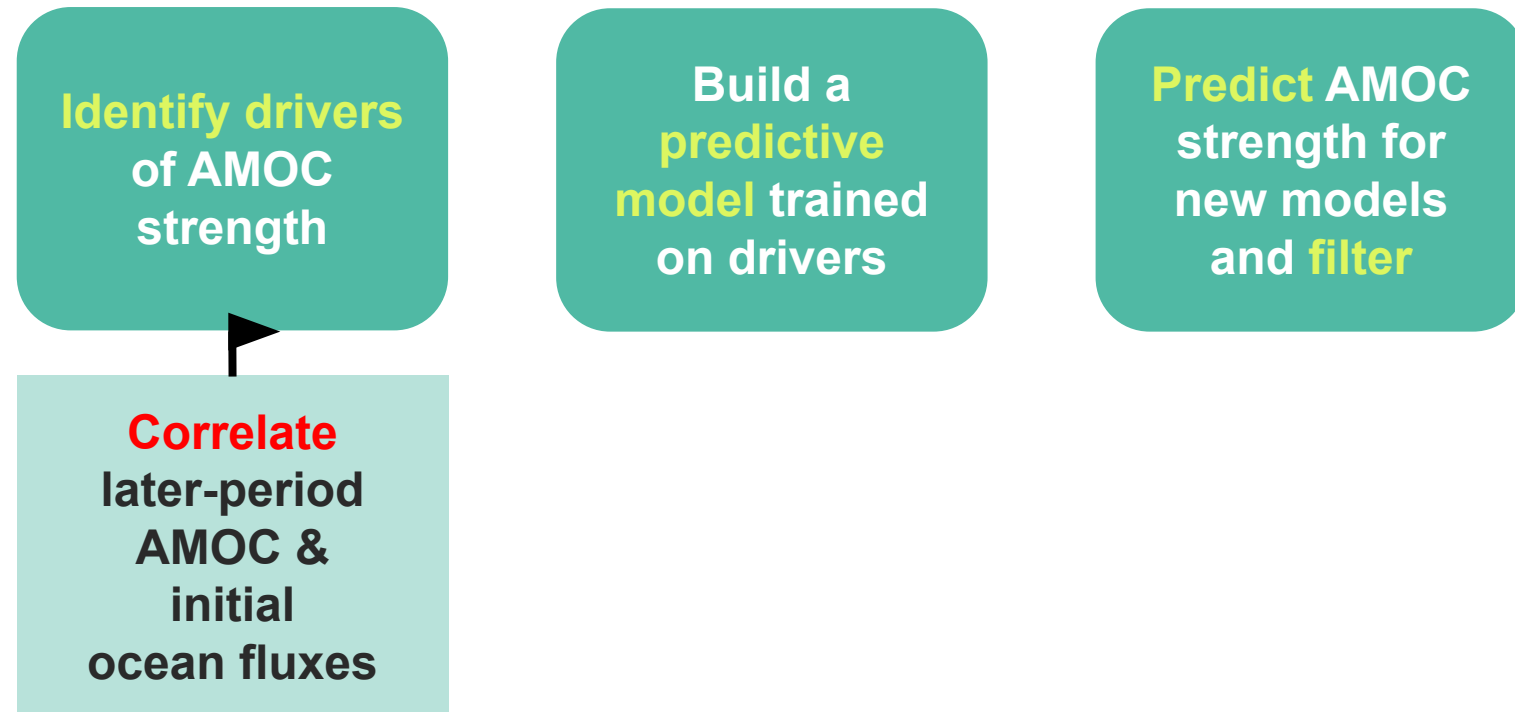 Identify drivers
of AMOC
strength
Build a
predictive
model trained
on drivers
Predict AMOC
strength for
new models
and filter
Correlate
later-period
AMOC &
initial
ocean fluxes